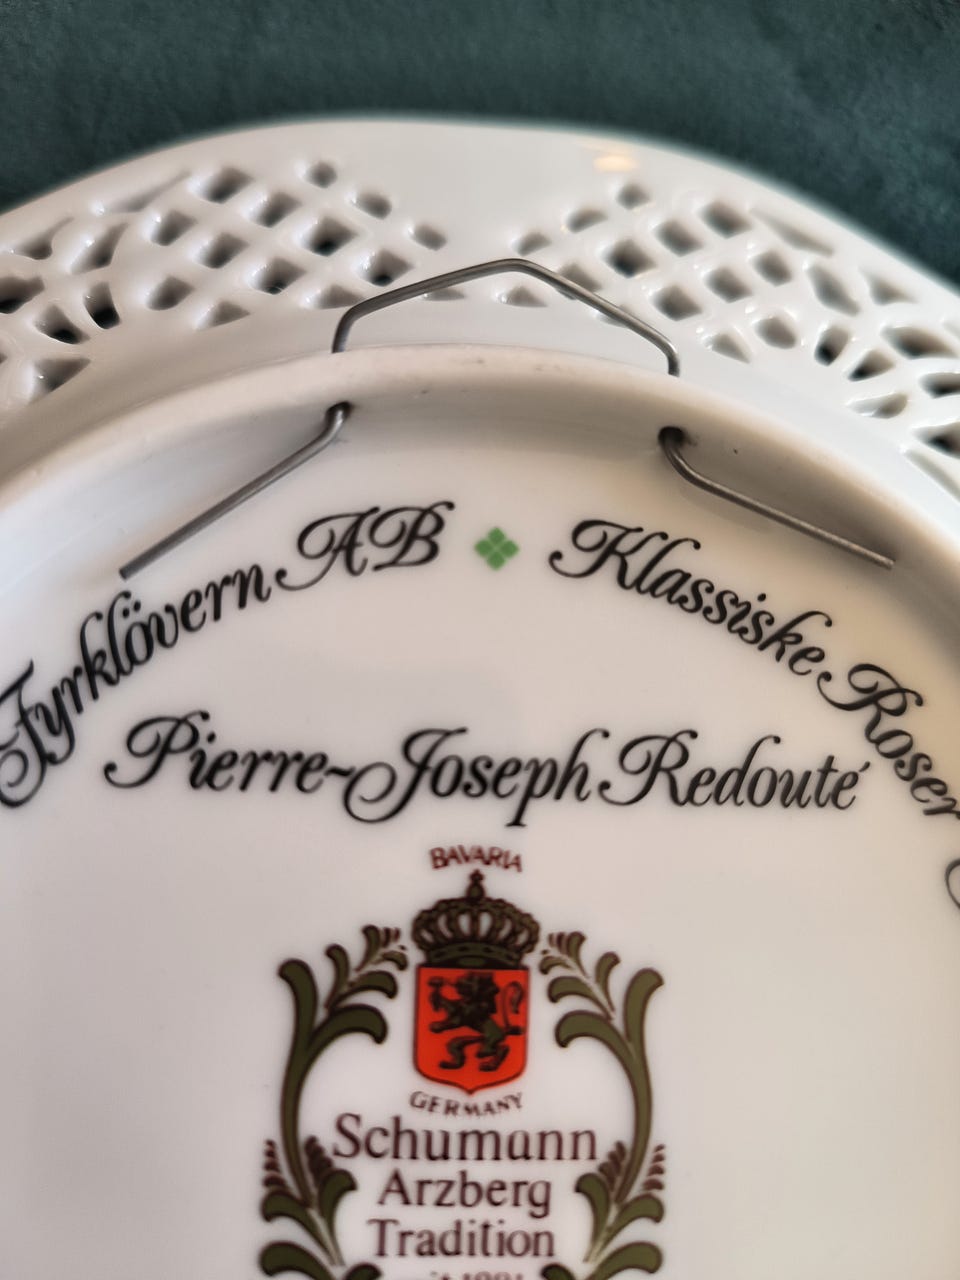 Fyrklövern AB
Klassiske Roser
Pierre-Joseph Redouté
BAVARIA
GERMANY
Schumann
Arzberg
Tradition